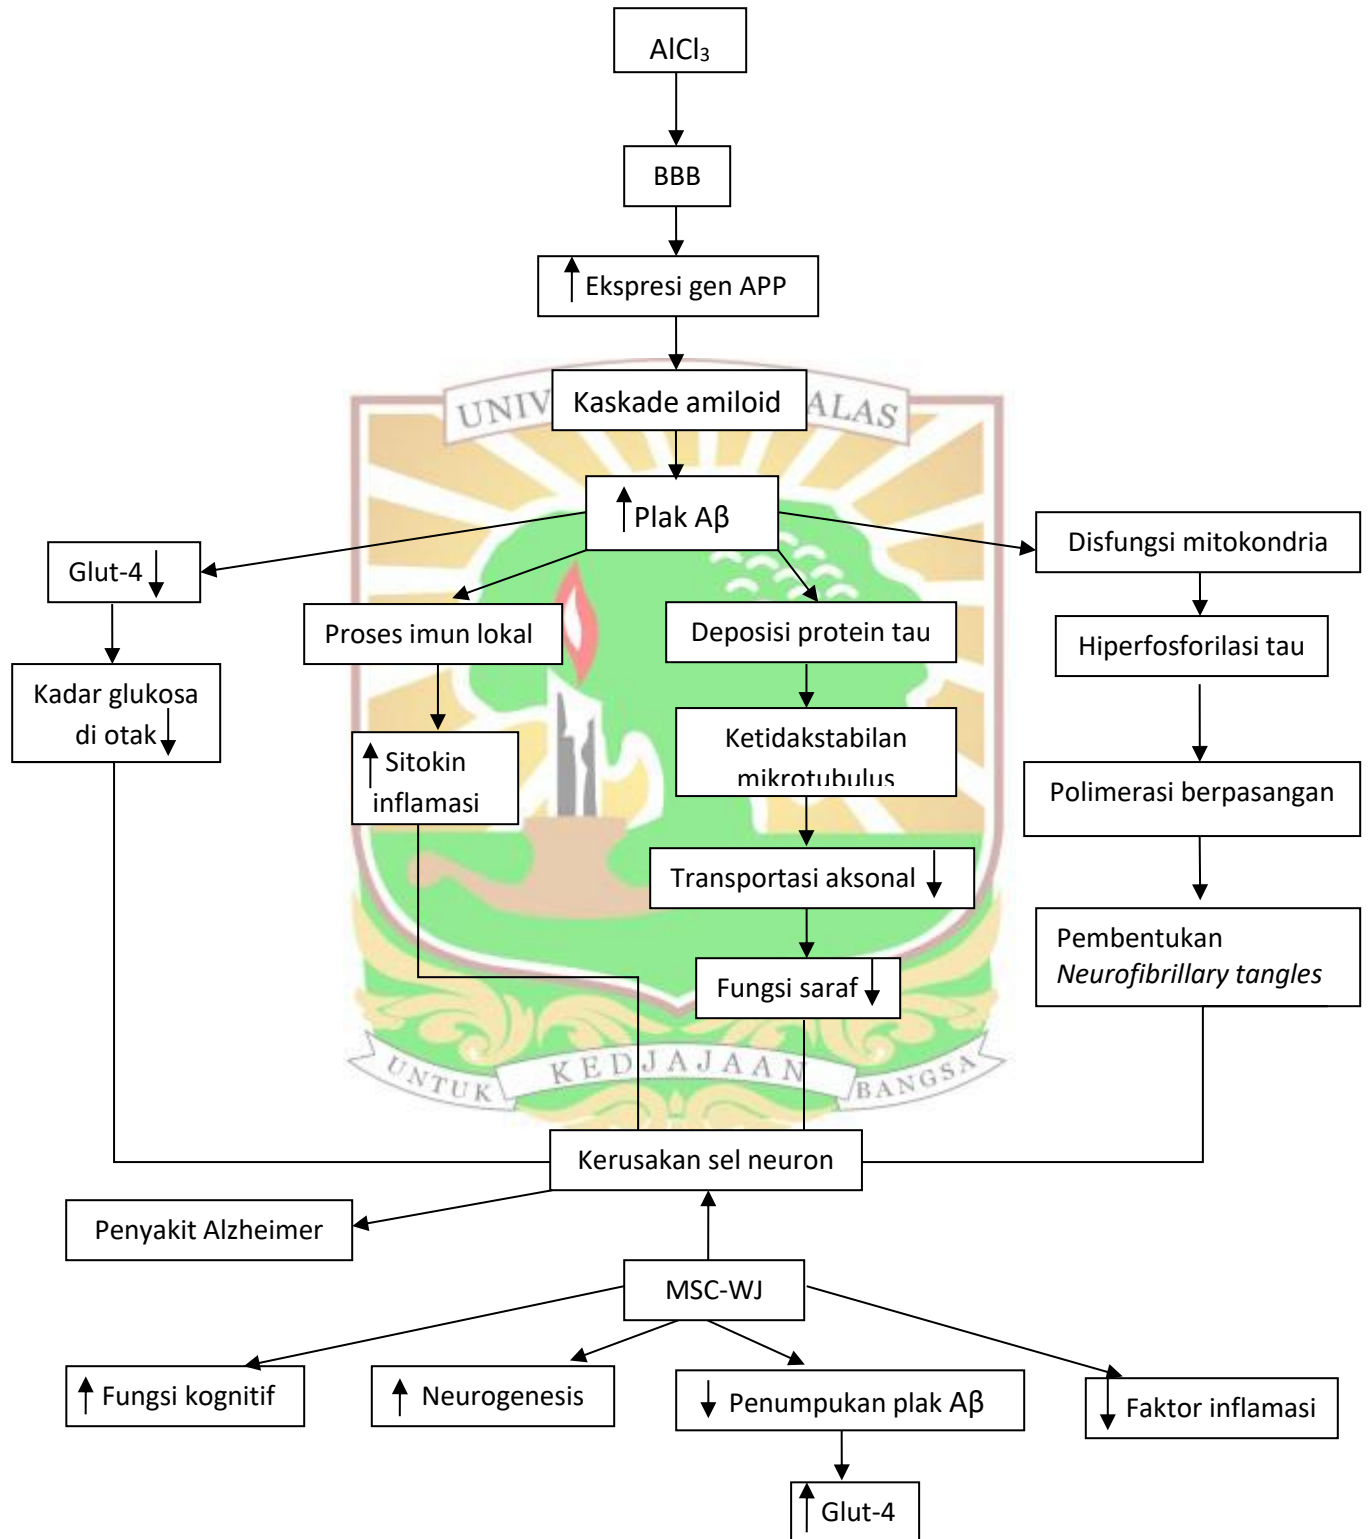 AlCl₃
BBB
↑ Ekspresi gen APP
UNIV ALAS
Kaskade amiloid
↑ Plak Aβ
Glut-4 ↓
Disfungsi mitokondria
Proses imun lokal
Deposisi protein tau
Hiperfosforilasi tau
Kadar glukosa
di otak ↓
Ketidakstabilan
mikrotubulus
↑ Sitokin
inflamasi
Polimerasi berpasangan
Transportasi aksonal ↓
Pembentukan
Neurofibrillary tangles
Fungsi saraf ↓
UNTUK KEDJAJAAN BANGSA
Kerusakan sel neuron
Penyakit Alzheimer
MSC-WJ
↑ Fungsi kognitif
↑ Neurogenesis
↓ Penumpukan plak Aβ
↓ Faktor inflamasi
↑ Glut-4